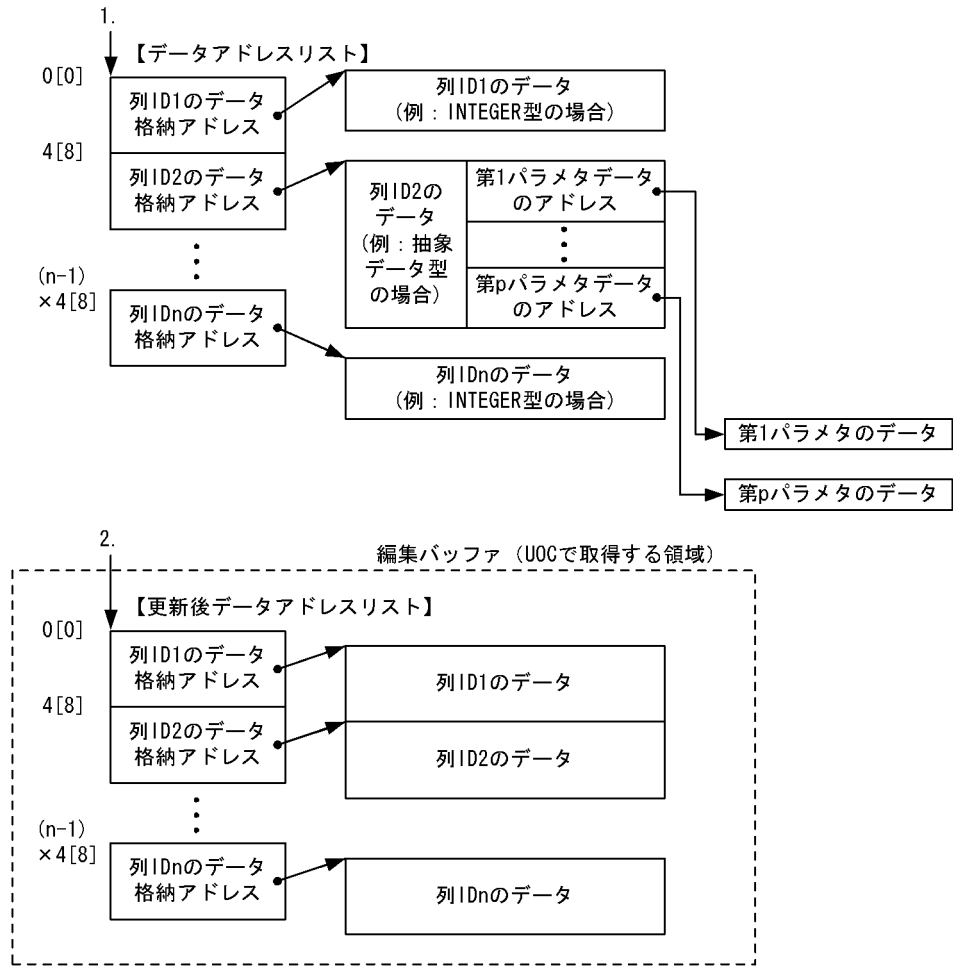 1.
【データアドレスリスト】
0[0]
列ID1のデータ
格納アドレス
列ID1のデータ
(例：INTEGER型の場合)
4[8]
列ID2のデータ
格納アドレス
列ID2の
データ
(例：抽象
データ型
の場合)
第1パラメタデータ
のアドレス
第pパラメタデータ
のアドレス
(n-1)
×4[8]
列IDnのデータ
格納アドレス
列IDnのデータ
(例：INTEGER型の場合)
第1パラメタのデータ
第pパラメタのデータ
2.
編集バッファ（UOCで取得する領域）
【更新後データアドレスリスト】
0[0]
列ID1のデータ
格納アドレス
列ID1のデータ
4[8]
列ID2のデータ
格納アドレス
列ID2のデータ
(n-1)
×4[8]
列IDnのデータ
格納アドレス
列IDnのデータ